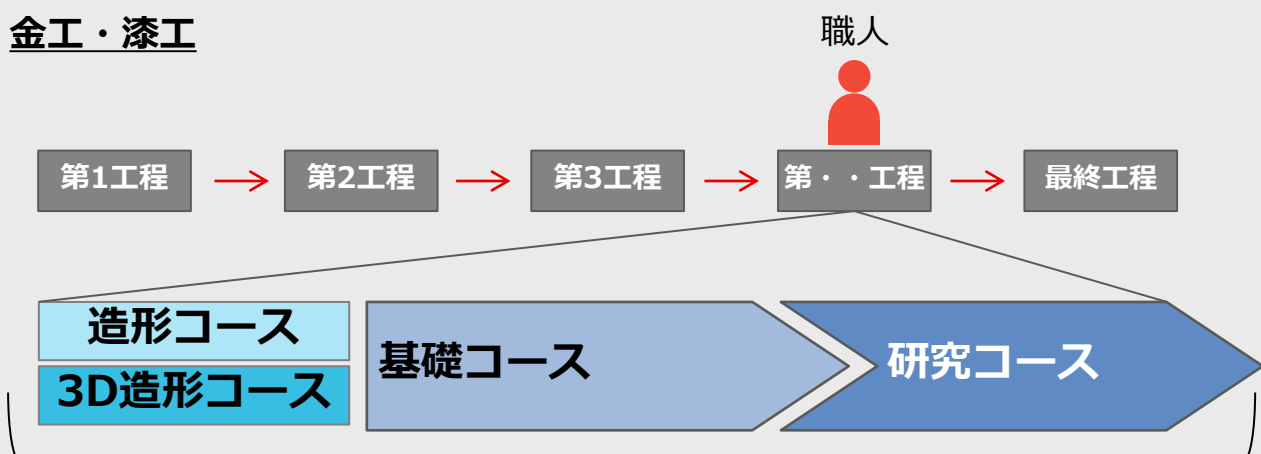 金工・漆工
職人
第1工程
第2工程
第3工程
第・・工程
最終工程
造形コース
3D造形コース
基礎コース
研究コース